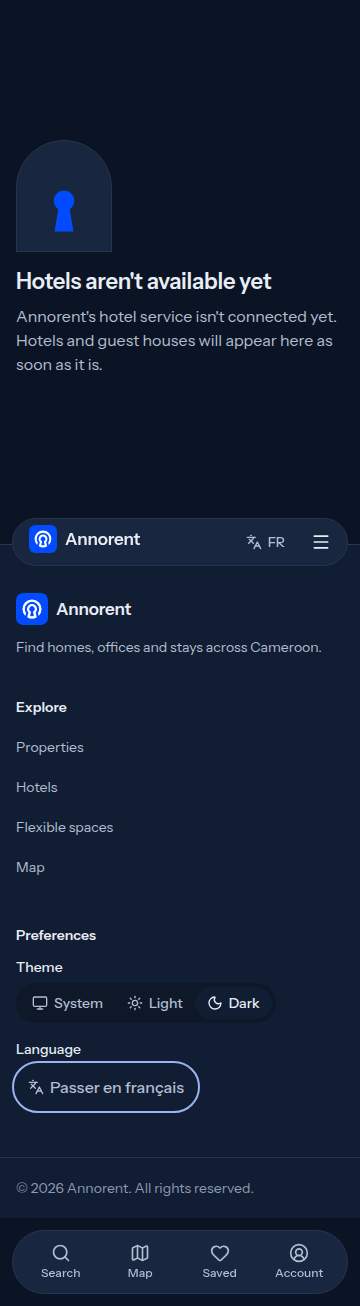 Hotels aren't available yet
Annorent's hotel service isn't connected yet.
Hotels and guest houses will appear here as
soon as it is.
Annorent
FR
Annorent
Find homes, offices and stays across Cameroon.
Explore
Properties
Hotels
Flexible spaces
Map
Preferences
Theme
System Light Dark
Language
Passer en français
© 2026 Annorent. All rights reserved.
Search Map Saved Account